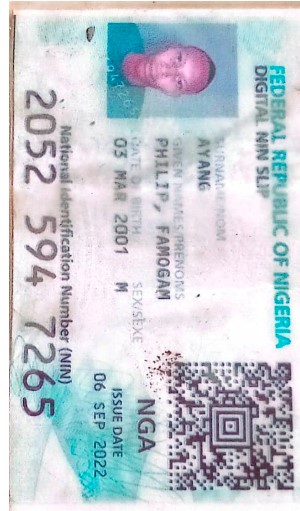 FEDERAL REPUBLIC OF NIGERIA
DIGITAL NIN SLIP
SURNAME/NOM
AYANG
GIVEN NAMES/PRENOMS
PHILIP, FAMOGAM
DATE OF BIRTH
SEX/SEXE
03 MAR 2001
M
NGA
ISSUE DATE
06 SEP 2022
National Identification Number (NIN)
2052 594 7265